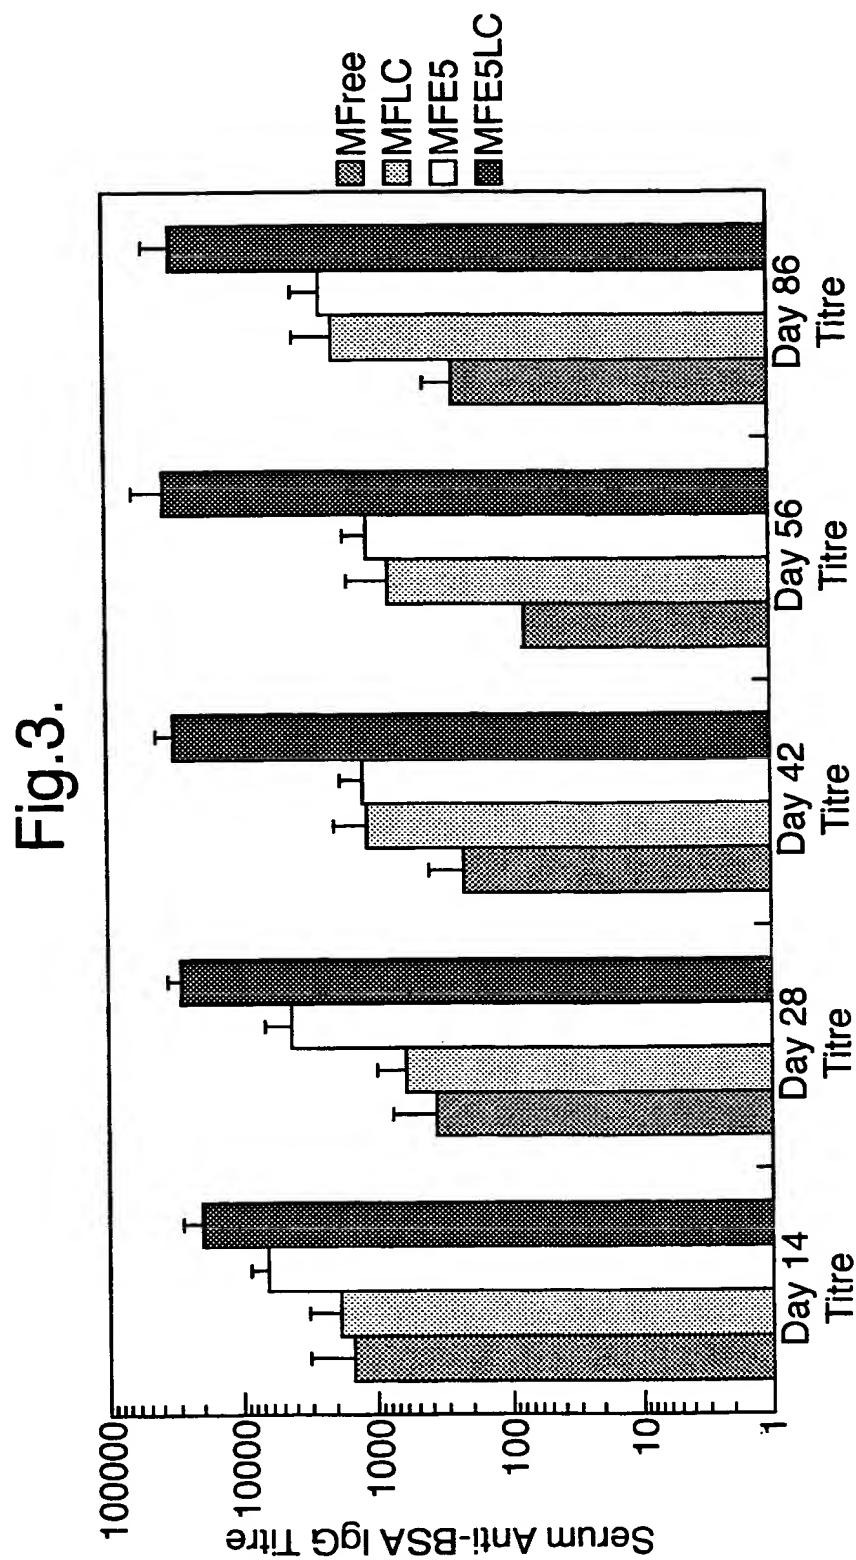 Fig.3.
Serum Anti-BSA IgG Titre
100000
10000
1000
100
10
1
Day 14
Titre
Day 28
Titre
Day 42
Titre
Day 56
Titre
Day 86
Titre
MFree
MFLC
MFE5
MFE5LC